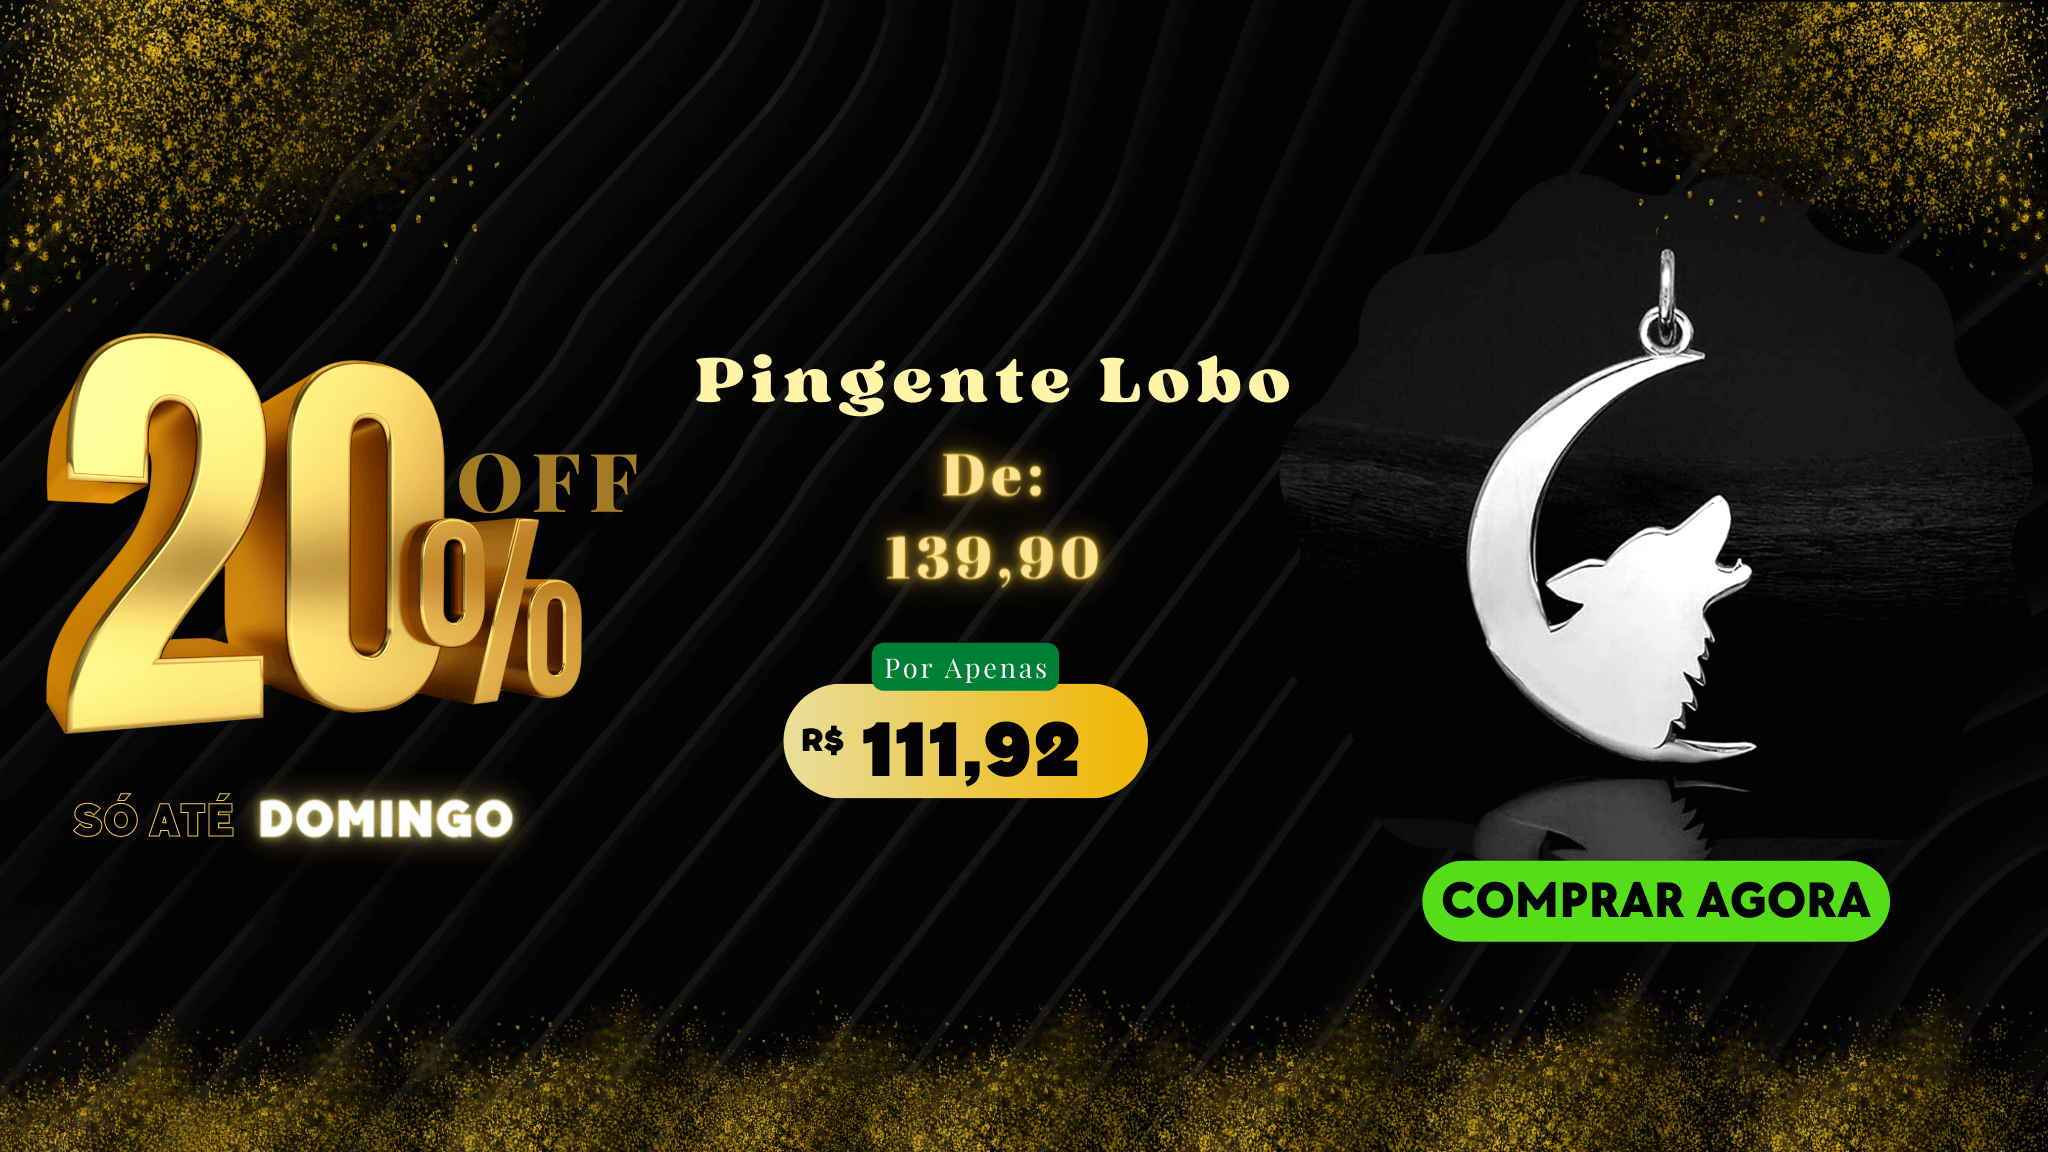 20%
OFF
SÓ ATÉ DOMINGO
Pingente Lobo
De:
139,90
Por Apenas
R$ 111,92
COMPRAR AGORA